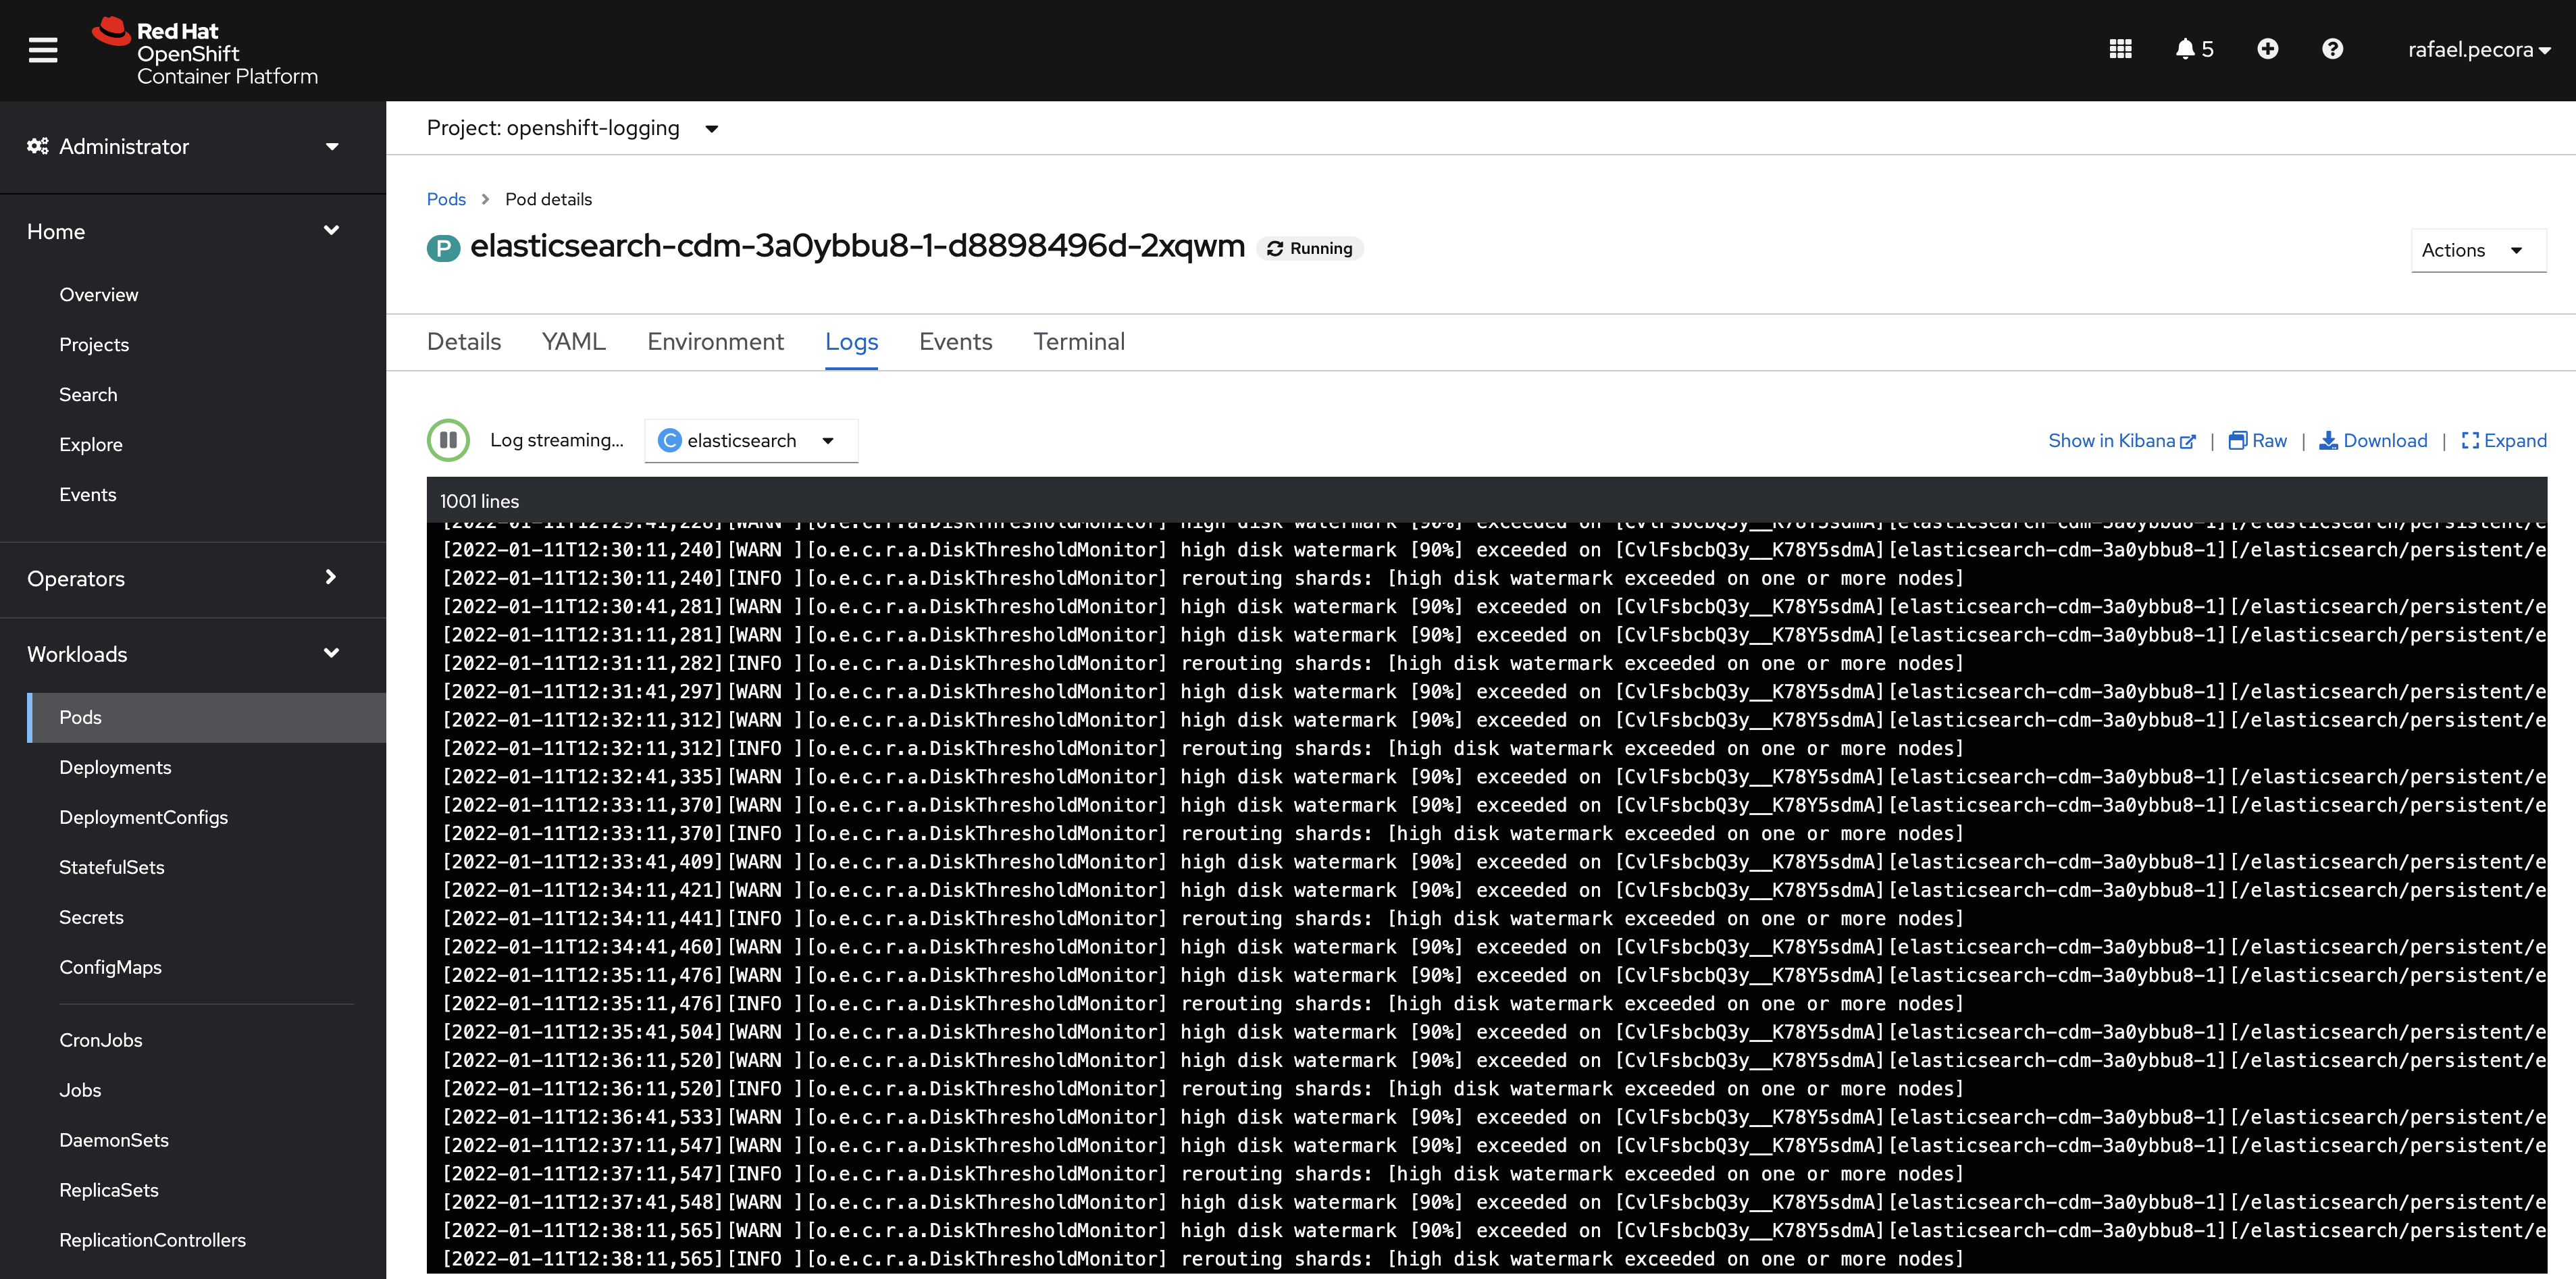 Red Hat
OpenShift
Container Platform
5
rafael.pecora
Administrator
Home
Overview
Projects
Search
Explore
Events
Operators
Workloads
Pods
Deployments
DeploymentConfigs
StatefulSets
Secrets
ConfigMaps
CronJobs
Jobs
DaemonSets
ReplicaSets
ReplicationControllers
Project: openshift-logging
Pods > Pod details
P elasticsearch-cdm-3a0ybbu8-1-d8898496d-2xqwm Running
Actions
Details YAML Environment Logs Events Terminal
Log streaming... C elasticsearch
Show in Kibana | Raw | Download | Expand
1001 lines
[2022-01-11T12:29:41,228][WARN ][o.e.c.r.a.DiskThresholdMonitor] high disk watermark [90%] exceeded on [CvlFsbcbQ3y__K78Y5sdmA][elasticsearch-cdm-3a0ybbu8-1][/elasticsearch/persistent/e
[2022-01-11T12:30:11,240][WARN ][o.e.c.r.a.DiskThresholdMonitor] high disk watermark [90%] exceeded on [CvlFsbcbQ3y__K78Y5sdmA][elasticsearch-cdm-3a0ybbu8-1][/elasticsearch/persistent/e
[2022-01-11T12:30:11,240][INFO ][o.e.c.r.a.DiskThresholdMonitor] rerouting shards: [high disk watermark exceeded on one or more nodes]
[2022-01-11T12:30:41,281][WARN ][o.e.c.r.a.DiskThresholdMonitor] high disk watermark [90%] exceeded on [CvlFsbcbQ3y__K78Y5sdmA][elasticsearch-cdm-3a0ybbu8-1][/elasticsearch/persistent/e
[2022-01-11T12:31:11,281][WARN ][o.e.c.r.a.DiskThresholdMonitor] high disk watermark [90%] exceeded on [CvlFsbcbQ3y__K78Y5sdmA][elasticsearch-cdm-3a0ybbu8-1][/elasticsearch/persistent/e
[2022-01-11T12:31:11,282][INFO ][o.e.c.r.a.DiskThresholdMonitor] rerouting shards: [high disk watermark exceeded on one or more nodes]
[2022-01-11T12:31:41,297][WARN ][o.e.c.r.a.DiskThresholdMonitor] high disk watermark [90%] exceeded on [CvlFsbcbQ3y__K78Y5sdmA][elasticsearch-cdm-3a0ybbu8-1][/elasticsearch/persistent/e
[2022-01-11T12:32:11,312][WARN ][o.e.c.r.a.DiskThresholdMonitor] high disk watermark [90%] exceeded on [CvlFsbcbQ3y__K78Y5sdmA][elasticsearch-cdm-3a0ybbu8-1][/elasticsearch/persistent/e
[2022-01-11T12:32:11,312][INFO ][o.e.c.r.a.DiskThresholdMonitor] rerouting shards: [high disk watermark exceeded on one or more nodes]
[2022-01-11T12:32:41,335][WARN ][o.e.c.r.a.DiskThresholdMonitor] high disk watermark [90%] exceeded on [CvlFsbcbQ3y__K78Y5sdmA][elasticsearch-cdm-3a0ybbu8-1][/elasticsearch/persistent/e
[2022-01-11T12:33:11,370][WARN ][o.e.c.r.a.DiskThresholdMonitor] high disk watermark [90%] exceeded on [CvlFsbcbQ3y__K78Y5sdmA][elasticsearch-cdm-3a0ybbu8-1][/elasticsearch/persistent/e
[2022-01-11T12:33:11,370][INFO ][o.e.c.r.a.DiskThresholdMonitor] rerouting shards: [high disk watermark exceeded on one or more nodes]
[2022-01-11T12:33:41,409][WARN ][o.e.c.r.a.DiskThresholdMonitor] high disk watermark [90%] exceeded on [CvlFsbcbQ3y__K78Y5sdmA][elasticsearch-cdm-3a0ybbu8-1][/elasticsearch/persistent/e
[2022-01-11T12:34:11,421][WARN ][o.e.c.r.a.DiskThresholdMonitor] high disk watermark [90%] exceeded on [CvlFsbcbQ3y__K78Y5sdmA][elasticsearch-cdm-3a0ybbu8-1][/elasticsearch/persistent/e
[2022-01-11T12:34:11,441][INFO ][o.e.c.r.a.DiskThresholdMonitor] rerouting shards: [high disk watermark exceeded on one or more nodes]
[2022-01-11T12:34:41,460][WARN ][o.e.c.r.a.DiskThresholdMonitor] high disk watermark [90%] exceeded on [CvlFsbcbQ3y__K78Y5sdmA][elasticsearch-cdm-3a0ybbu8-1][/elasticsearch/persistent/e
[2022-01-11T12:35:11,476][WARN ][o.e.c.r.a.DiskThresholdMonitor] high disk watermark [90%] exceeded on [CvlFsbcbQ3y__K78Y5sdmA][elasticsearch-cdm-3a0ybbu8-1][/elasticsearch/persistent/e
[2022-01-11T12:35:11,476][INFO ][o.e.c.r.a.DiskThresholdMonitor] rerouting shards: [high disk watermark exceeded on one or more nodes]
[2022-01-11T12:35:41,504][WARN ][o.e.c.r.a.DiskThresholdMonitor] high disk watermark [90%] exceeded on [CvlFsbcbQ3y__K78Y5sdmA][elasticsearch-cdm-3a0ybbu8-1][/elasticsearch/persistent/e
[2022-01-11T12:36:11,520][WARN ][o.e.c.r.a.DiskThresholdMonitor] high disk watermark [90%] exceeded on [CvlFsbcbQ3y__K78Y5sdmA][elasticsearch-cdm-3a0ybbu8-1][/elasticsearch/persistent/e
[2022-01-11T12:36:11,520][INFO ][o.e.c.r.a.DiskThresholdMonitor] rerouting shards: [high disk watermark exceeded on one or more nodes]
[2022-01-11T12:36:41,533][WARN ][o.e.c.r.a.DiskThresholdMonitor] high disk watermark [90%] exceeded on [CvlFsbcbQ3y__K78Y5sdmA][elasticsearch-cdm-3a0ybbu8-1][/elasticsearch/persistent/e
[2022-01-11T12:37:11,547][WARN ][o.e.c.r.a.DiskThresholdMonitor] high disk watermark [90%] exceeded on [CvlFsbcbQ3y__K78Y5sdmA][elasticsearch-cdm-3a0ybbu8-1][/elasticsearch/persistent/e
[2022-01-11T12:37:11,547][INFO ][o.e.c.r.a.DiskThresholdMonitor] rerouting shards: [high disk watermark exceeded on one or more nodes]
[2022-01-11T12:37:41,548][WARN ][o.e.c.r.a.DiskThresholdMonitor] high disk watermark [90%] exceeded on [CvlFsbcbQ3y__K78Y5sdmA][elasticsearch-cdm-3a0ybbu8-1][/elasticsearch/persistent/e
[2022-01-11T12:38:11,565][WARN ][o.e.c.r.a.DiskThresholdMonitor] high disk watermark [90%] exceeded on [CvlFsbcbQ3y__K78Y5sdmA][elasticsearch-cdm-3a0ybbu8-1][/elasticsearch/persistent/e
[2022-01-11T12:38:11,565][INFO ][o.e.c.r.a.DiskThresholdMonitor] rerouting shards: [high disk watermark exceeded on one or more nodes]